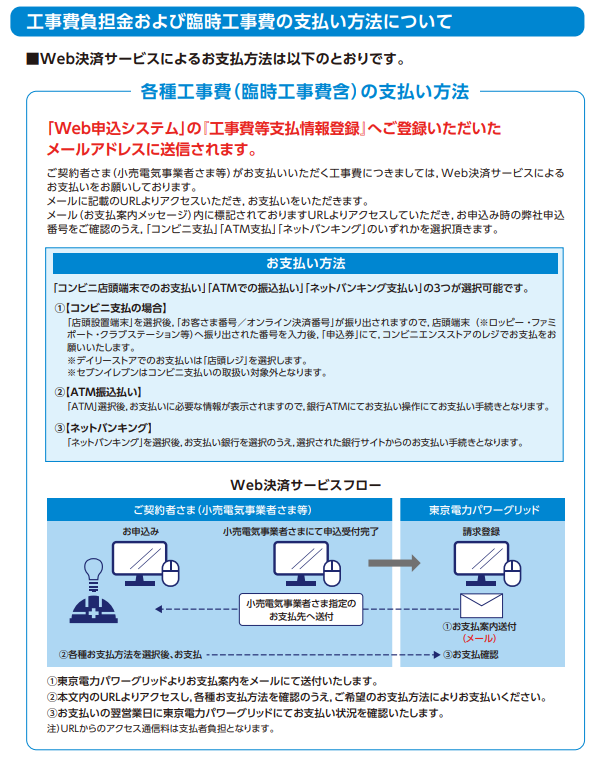 工事費負担金および臨時工事費の支払い方法について
■Web決済サービスによるお支払方法は以下のとおりです。
各種工事費（臨時工事費含）の支払い方法
「Web申込システム」の『工事費等支払情報登録』へご登録いただいた
メールアドレスに送信されます。
ご契約者さま（小売電気事業者さま等）がお支払いいただく工事費につきましては，Web決済サービスによる
お支払いをお願いしております。
メールに記載のURLよりアクセスいただき，お支払いをいただきます。
メール（お支払案内メッセージ）内に標記されておりますURLよりアクセスしていただき，お申込み時の弊社申込
番号をご確認のうえ，「コンビニ支払」「ATM支払」「ネットバンキング」のいずれかを選択頂きます。
お支払い方法
「コンビニ店頭端末でのお支払い」「ATMでの振込払い」「ネットバンキング支払い」の3つが選択可能です。
①【コンビニ支払の場合】
「店頭設置端末」を選択後，「お客さま番号／オンライン決済番号」が振り出されますので，店頭端末（※ロッピー・ファミ
ポート・クラブステーション等）へ振り出された番号を入力後，「申込券」にて，コンビニエンスストアのレジでお支払をお
願いいたします。
※デイリーストアでのお支払いは「店頭レジ」を選択します。
※セブンイレブンはコンビニ支払いの取扱い対象外となります。
②【ATM振込払い】
「ATM」選択後，お支払いに必要な情報が表示されますので，銀行ATMにてお支払い操作にてお支払い手続きとなります。
③【ネットバンキング】
「ネットバンキング」を選択後，お支払い銀行を選択のうえ，選択された銀行サイトからのお支払い手続きとなります。
Web決済サービスフロー
ご契約者さま（小売電気事業者さま等）
東京電力パワーグリッド
お申込み
小売電気事業者さまにて申込受付完了
請求登録
小売電気事業者さま指定の
お支払先へ送付
①お支払案内送付
（メール）
②各種お支払方法を選択後、お支払
③お支払確認
①東京電力パワーグリッドよりお支払案内をメールにて送付いたします。
②本文内のURLよりアクセスし，各種お支払方法を確認のうえ，ご希望のお支払方法によりお支払いください。
③お支払いの翌営業日に東京電力パワーグリッドにてお支払い状況を確認いたします。
注）URLからのアクセス通信料は支払者負担となります。